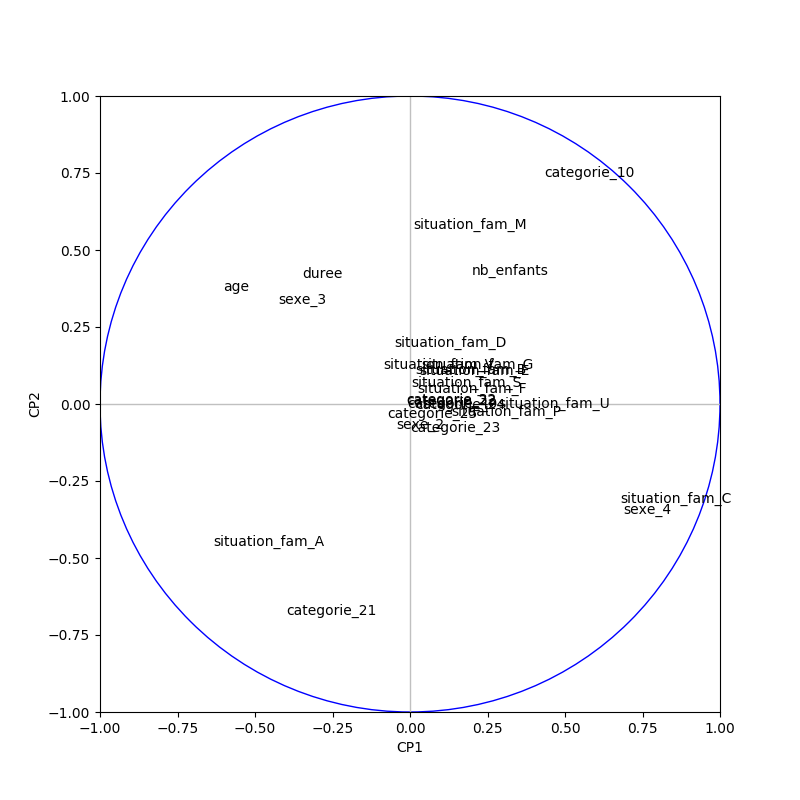 1.00
categorie_10
0.75
situation_fam_M
0.50
nb_enfants
duree
age
sexe_3
0.25
situation_fam_D
situation_fam_G
situation_fam_S
situation_fam_F
CP2
0.00
situation_fam_U
situation_fam_P
sexe_2
categorie_23
−0.25
situation_fam_C
sexe_4
situation_fam_A
−0.50
categorie_21
−0.75
−1.00
−1.00 −0.75 −0.50 −0.25 0.00 0.25 0.50 0.75 1.00
CP1